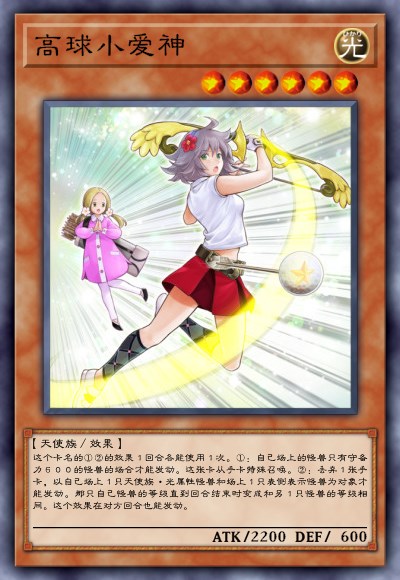 高球小爱神
ひかり
光
【天使族／效果】
这个卡名的①②的效果１回合各能使用１次。①：自己场上的怪兽只有守备
力６００的怪兽的场合才能发动。这张卡从手卡特殊召唤。②：丢弃１张手
卡，以自己场上１只天使族·光属性怪兽和场上１只表侧表示怪兽为对象才
能发动。那只自己怪兽的等级直到回合结束时变成和另１只怪兽的等级相
同。这个效果在对方回合也能发动。
ATK/2200 DEF/ 600